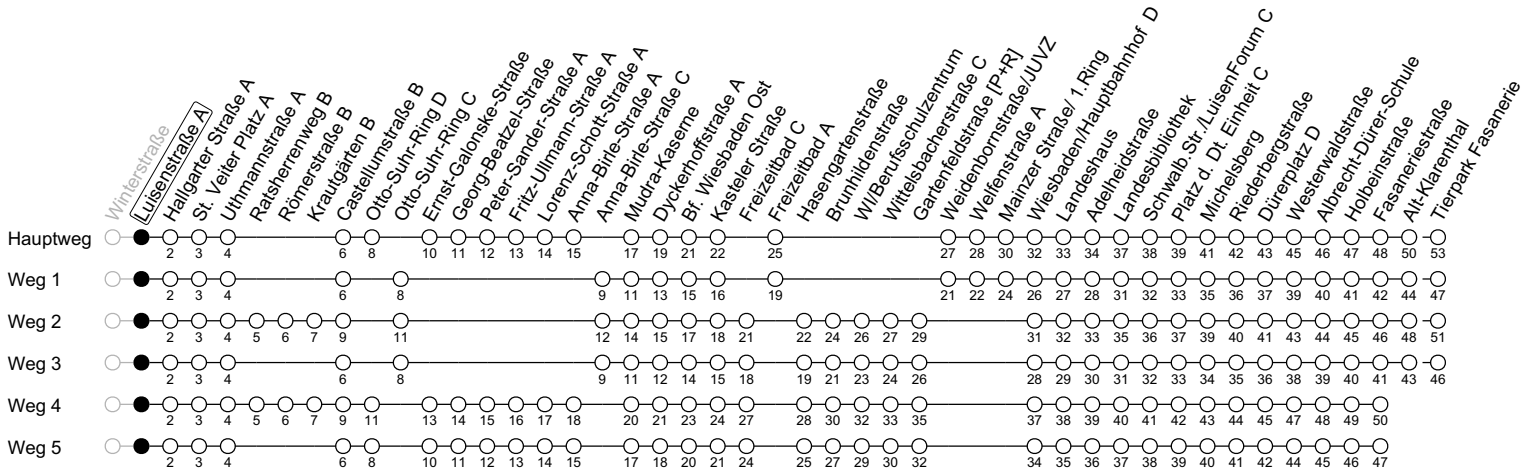 Winterstraße
Luisenstraße A
Hallgarter Straße A
St. Veiter Platz A
Uthmannstraße A
Ratsherrenweg B
Römerstraße B
Krautgärten B
Castellumstraße B
Otto-Suhr-Ring D
Otto-Suhr-Ring C
Ernst-Galonske-Straße
Georg-Beatzel-Straße
Peter-Sander-Straße A
Fritz-Ullmann-Straße A
Lorenz-Schott-Straße A
Anna-Birle-Straße A
Anna-Birle-Straße C
Mudra-Kaserne
Dyckerhoffstraße A
Bf. Wiesbaden Ost
Kasteler Straße
Freizeitbad C
Freizeitbad A
Hasengartenstraße
Brunhildenstraße
WI/Berufsschulzentrum
Wittelsbacherstraße C
Gartenfeldstraße [P+R]
Weidenbornstraße/JUVZ
Welfenstraße A
Mainzer Straße/ 1.Ring
Wiesbaden/Hauptbahnhof D
Landeshaus
Adelheidstraße
Landesbibliothek
Schwalb.Str./LuisenForum C
Platz d. Dt. Einheit C
Michelsberg
Riederbergstraße
Dürerplatz D
Westerwaldstraße
Albrecht-Dürer-Schule
Holbeinstraße
Fasaneriestraße
Alt-Klarenthal
Tierpark Fasanerie
Hauptweg
2 3 4 6 8 10 11 12 13 14 15 17 19 21 22 25 27 28 30 32 33 34 37 38 39 41 42 43 45 46 47 48 50 53
Weg 1
2 3 4 6 8 9 11 13 15 16 19 21 22 24 26 27 28 31 32 33 35 36 37 39 40 41 42 44 47
Weg 2
2 3 4 5 6 7 9 11 12 14 15 17 18 21 22 24 26 27 29 31 32 33 35 36 37 39 40 41 43 44 45 46 48 51
Weg 3
2 3 4 6 8 9 11 12 14 15 18 19 21 23 24 26 28 29 30 31 32 33 34 35 36 38 39 40 41 43 46
Weg 4
2 3 4 5 6 7 9 11 13 14 15 16 17 18 20 21 23 24 27 28 30 32 33 35 37 38 39 40 41 42 43 44 45 47 48 49 50
Weg 5
2 3 4 6 8 10 11 12 13 14 15 17 18 20 21 24 25 27 29 30 32 34 35 36 37 38 39 40 41 42 44 45 46 47